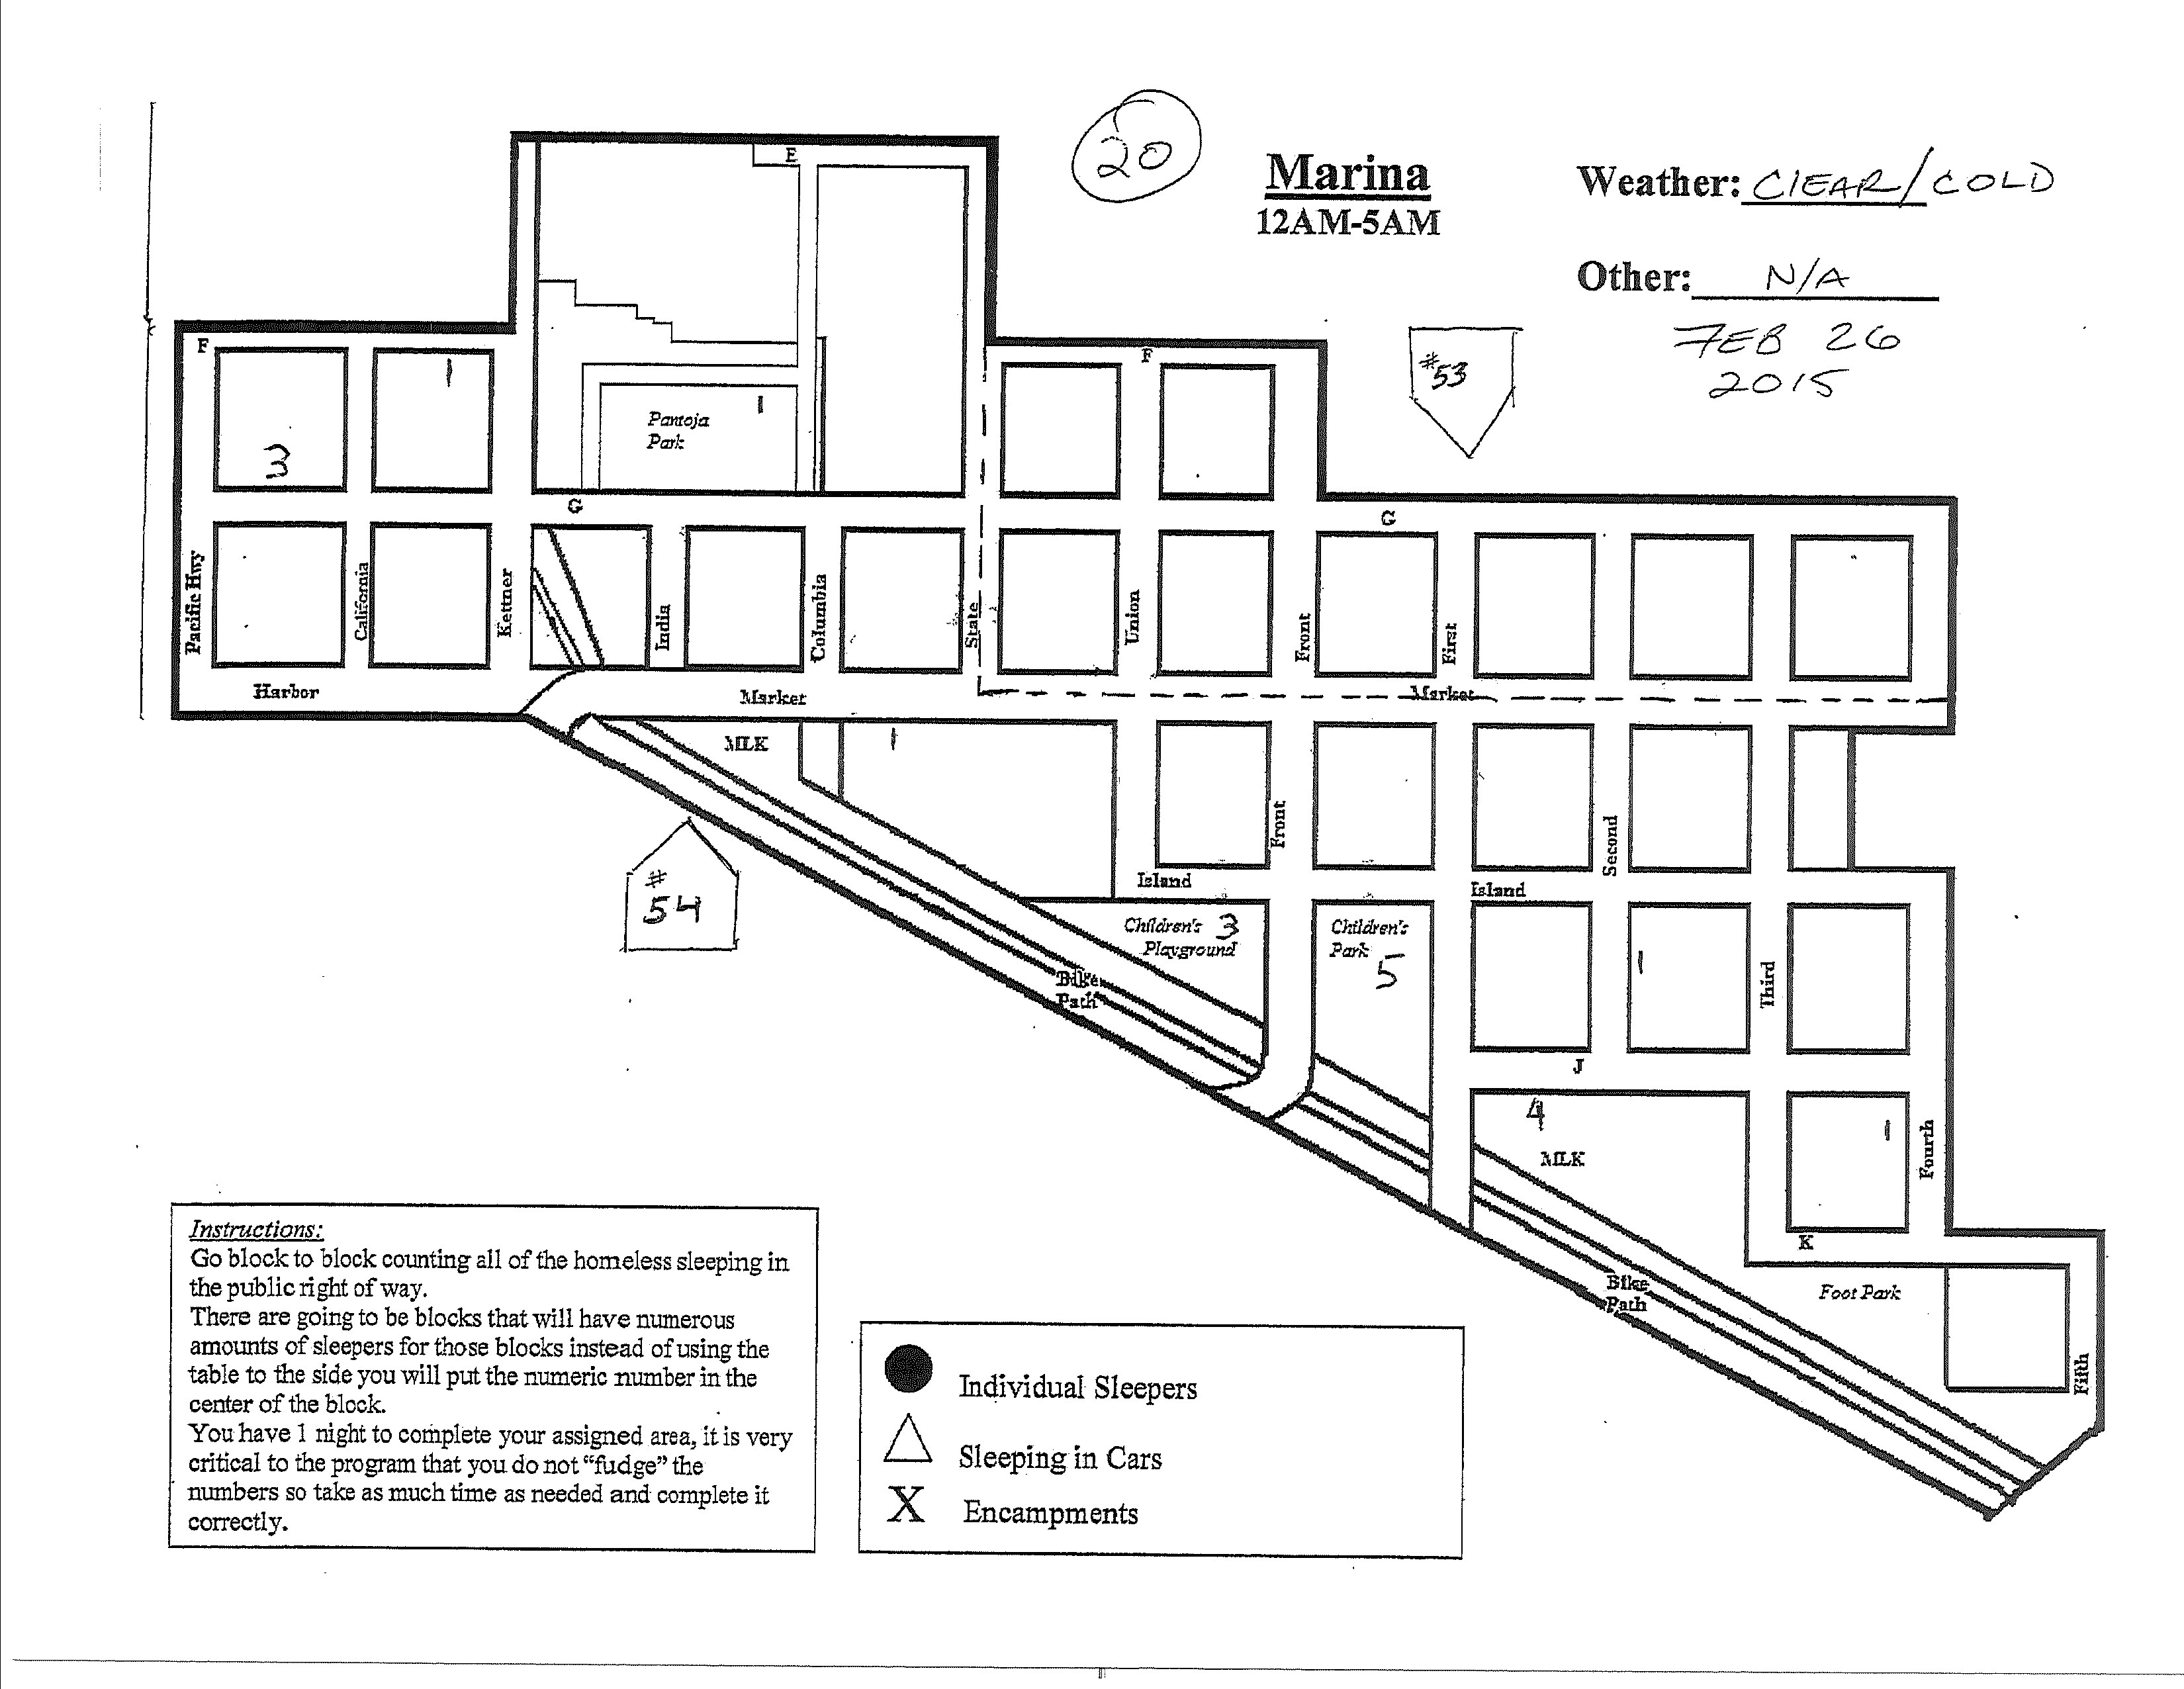 20
Marina
12AM-5AM
Weather: CLEAR/COLD
Other: N/A
FEB 26
2015
#53
E
F
F
1
1
Pantoja
Park
3
G
G
Pacific Hwy
California
Kettner
India
Columbia
State
Union
Front
First
Harbor
Market
Market
MLK
1
Front
Second
#
54
Island
Island
Children's 3
Playground
Children's
Park
5
1
Third
Bike
Path
J
4
MLK
1
Fourth
K
Bike
Path
Foot Park
Fifth
Instructions:
Go block to block counting all of the homeless sleeping in
the public right of way.
There are going to be blocks that will have numerous
amounts of sleepers for those blocks instead of using the
table to the side you will put the numeric number in the
center of the block.
You have 1 night to complete your assigned area, it is very
critical to the program that you do not “fudge” the
numbers so take as much time as needed and complete it
correctly.
Individual Sleepers
Sleeping in Cars
X Encampments